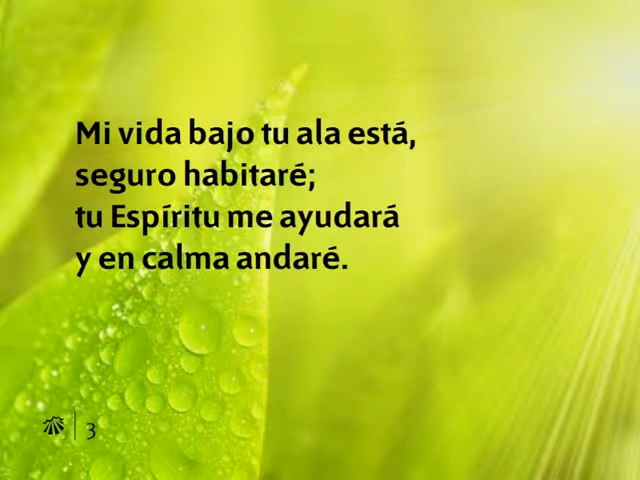 Mi vida bajo tu ala está,
seguro habitaré;
tu Espíritu me ayudará
y en calma andaré.
3